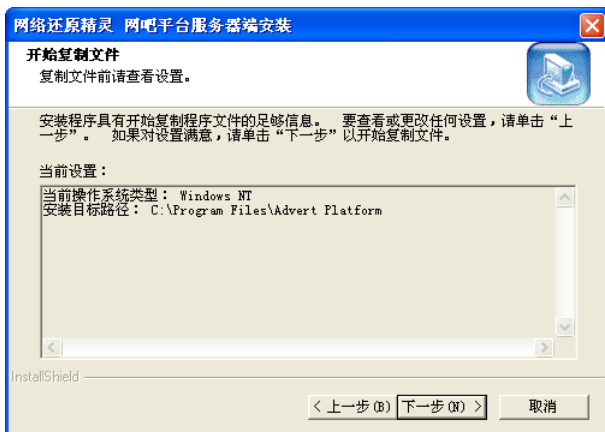 网络还原精灵 网吧平台服务器端安装
开始复制文件
复制文件前请查看设置。
安装程序具有开始复制程序文件的足够信息。 要查看或更改任何设置，请单击“上
一步”。 如果对设置满意，请单击“下一步”以开始复制文件。
当前设置：
当前操作系统类型： Windows NT
安装目标路径： C:\Program Files\Advert Platform
InstallShield
< 上一步(B) 下一步(N) > 取消